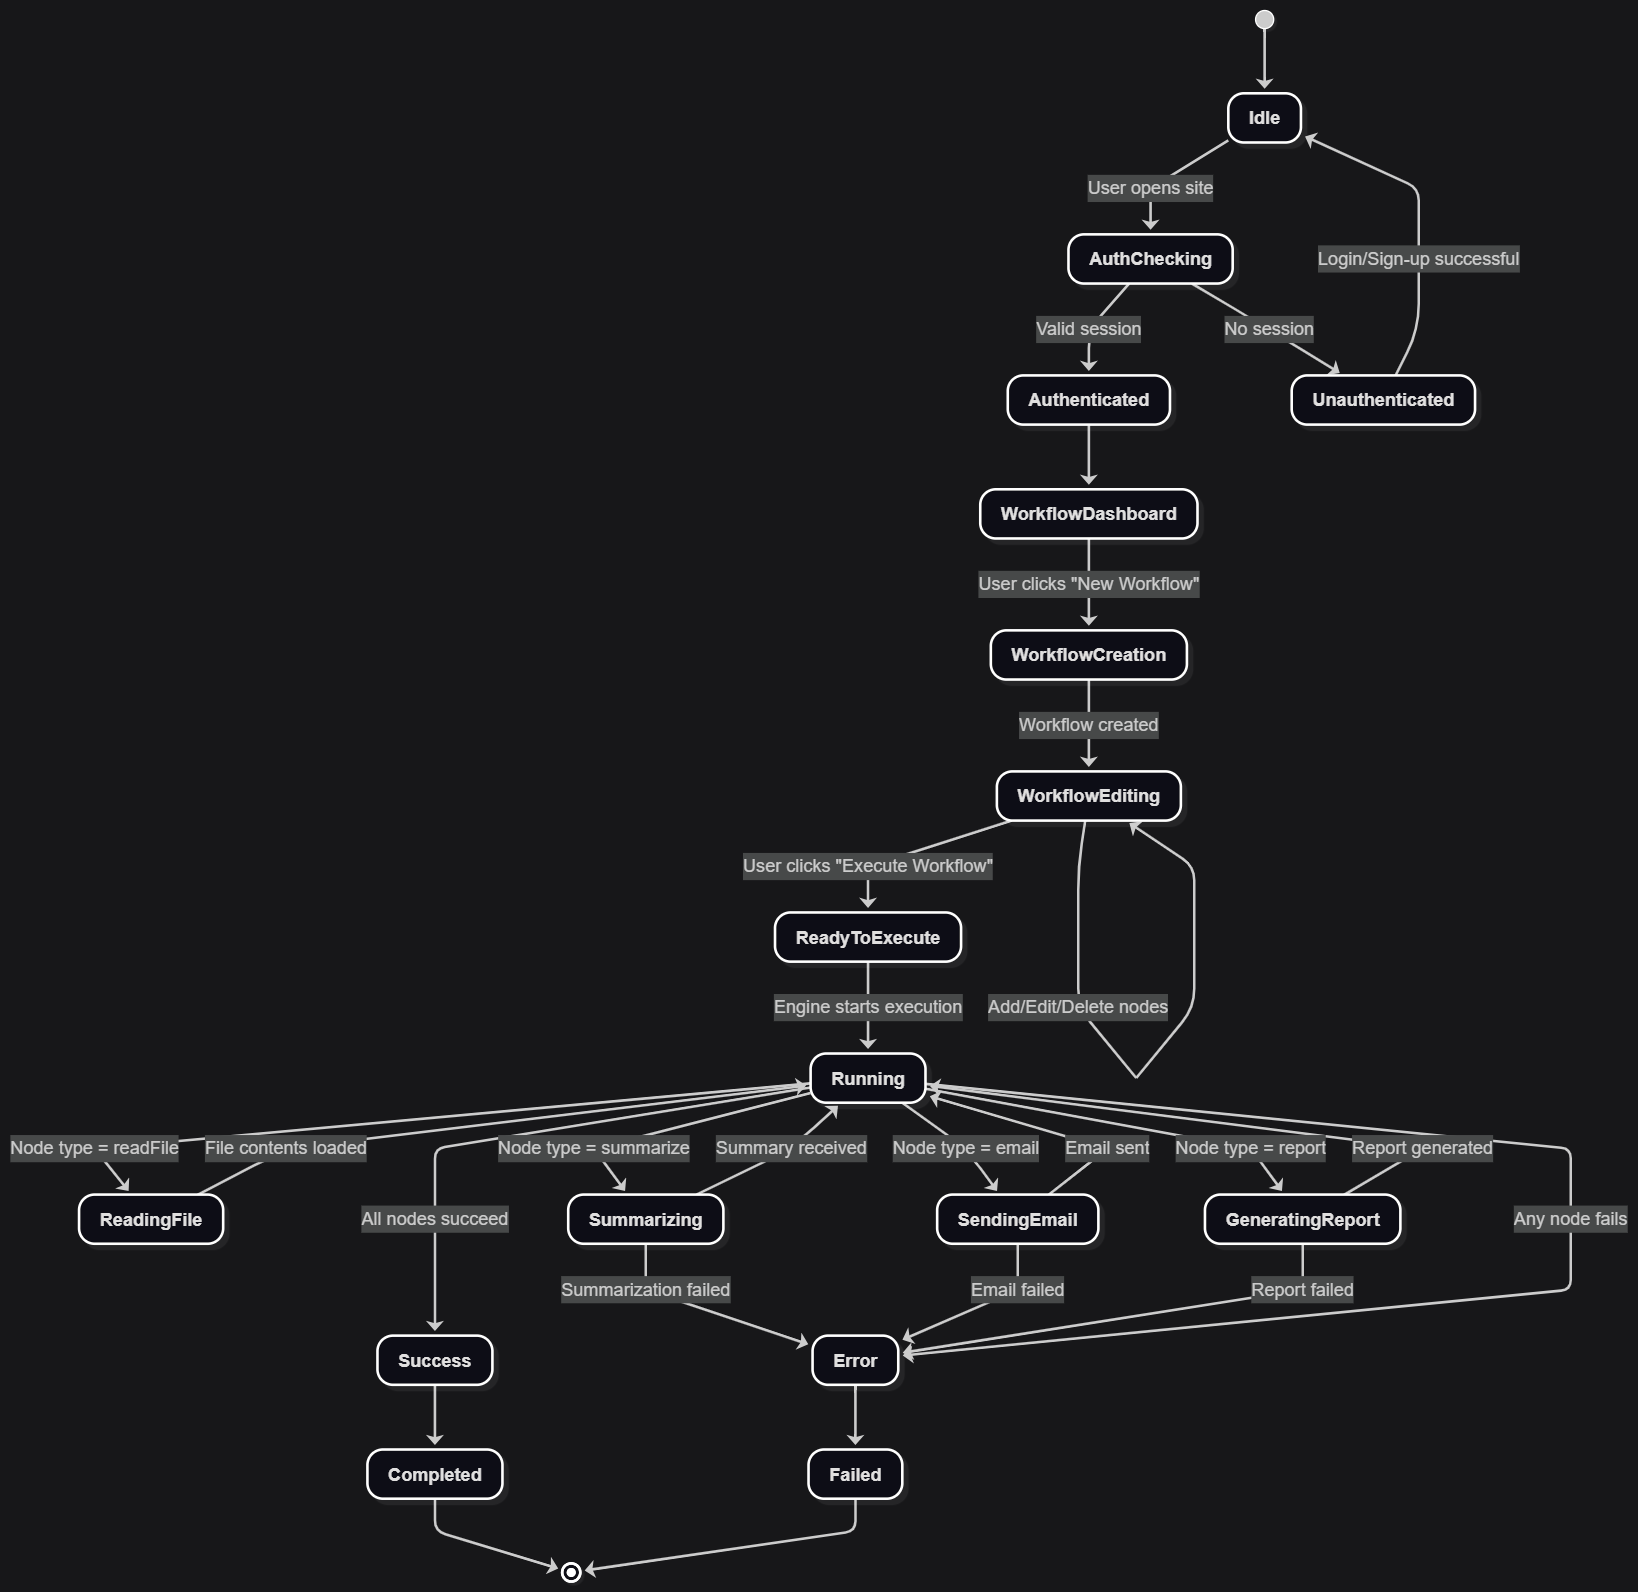 Idle
User opens site
AuthChecking
Login/Sign-up successful
Valid session
No session
Authenticated
Unauthenticated
WorkflowDashboard
User clicks "New Workflow"
WorkflowCreation
Workflow created
WorkflowEditing
User clicks "Execute Workflow"
ReadyToExecute
Engine starts execution
Add/Edit/Delete nodes
Running
Node type = readFile
File contents loaded
Node type = summarize
Summary received
Node type = email
Email sent
Node type = report
Report generated
ReadingFile
All nodes succeed
Summarizing
SendingEmail
GeneratingReport
Any node fails
Summarization failed
Email failed
Report failed
Success
Error
Completed
Failed